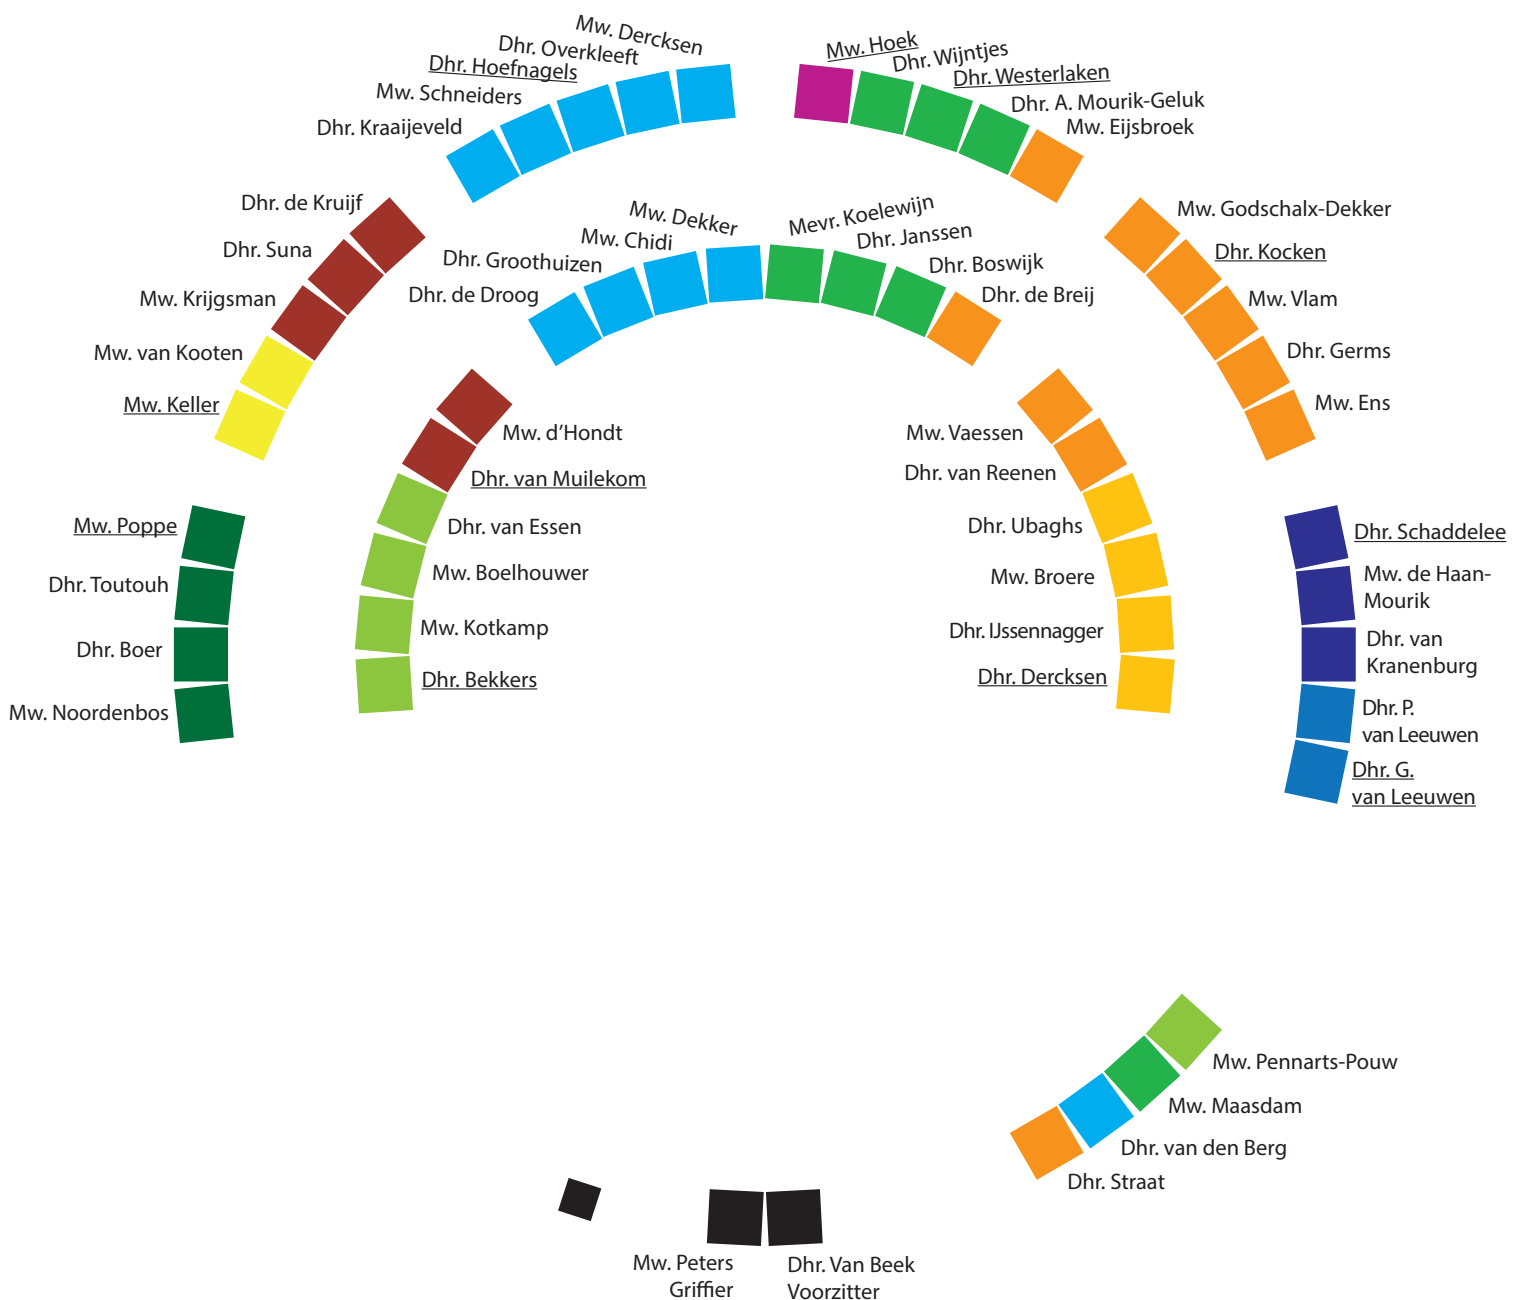 Mw. Dercksen
Dhr. Overkleeft
Dhr. Hoefnagels
Mw. Schneiders
Dhr. Kraaijeveld
Mw. Hoek
Dhr. Wijntjes
Dhr. Westerlaken
Dhr. A. Mourik-Geluk
Mw. Eijsbroek
Dhr. de Kruijf
Dhr. Suna
Mw. Krijgsman
Mw. van Kooten
Mw. Keller
Mw. Dekker
Mw. Chidi
Dhr. Groothuizen
Dhr. de Droog
Mevr. Koelewijn
Dhr. Janssen
Dhr. Boswijk
Dhr. de Breij
Mw. Godschalx-Dekker
Dhr. Kocken
Mw. Vlam
Dhr. Germs
Mw. Ens
Mw. d'Hondt
Dhr. van Muilekom
Dhr. van Essen
Mw. Boelhouwer
Mw. Kotkamp
Dhr. Bekkers
Mw. Vaessen
Dhr. van Reenen
Dhr. Ubaghs
Mw. Broere
Dhr. IJssennagger
Dhr. Dercksen
Mw. Poppe
Dhr. Toutouh
Dhr. Boer
Mw. Noordenbos
Dhr. Schaddelee
Mw. de Haan-
Mourik
Dhr. van
Kranenburg
Dhr. P.
van Leeuwen
Dhr. G.
van Leeuwen
Mw. Pennarts-Pouw
Mw. Maasdam
Dhr. van den Berg
Dhr. Straat
Mw. Peters
Griffier
Dhr. Van Beek
Voorzitter